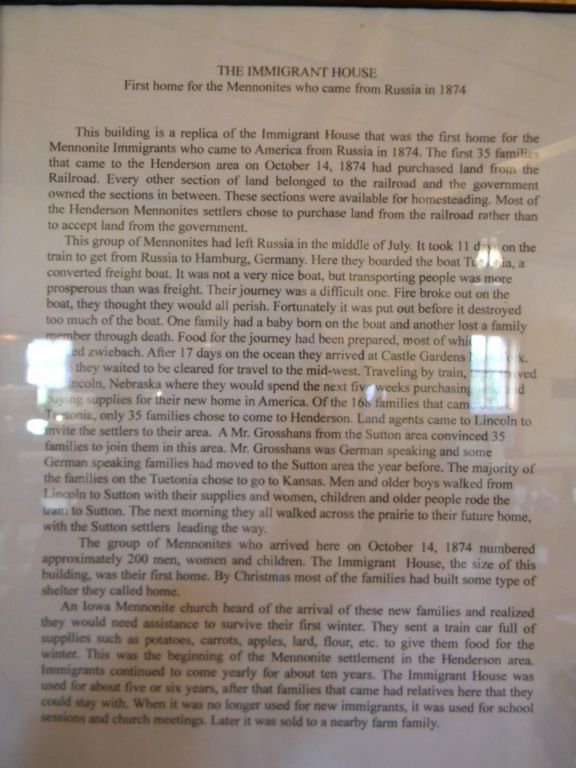 THE IMMIGRANT HOUSE
First home for the Mennonites who came from Russia in 1874
This building is a replica of the Immigrant House that was the first home for the
Mennonite Immigrants who came to America from Russia in 1874. The first 35 families
that came to the Henderson area on October 14, 1874 had purchased land from the
Railroad. Every other section of land belonged to the railroad and the government
owned the sections in between. These sections were available for homesteading. Most of
the Henderson Mennonites settlers chose to purchase land from the railroad rather than
to accept land from the government.
This group of Mennonites had left Russia in the middle of July. It took 11 days on the
train to get from Russia to Hamburg, Germany. Here they boarded the boat a
converted freight boat. It was not a very nice boat, but transporting people was more
prosperous than was freight. Their journey was a difficult one. Fire broke out on the
boat, they thought they would all perish. Fortunately it was put out before it destroyed
too much of the boat. One family had a baby born on the boat and another lost a family
member through death. Food for the journey had been prepared, most of
zwiebach. After 17 days on the ocean they arrived at Castle Gardens
they waited to be cleared for travel to the mid-west. Traveling by train,
Lincoln, Nebraska where they would spend the next five weeks purchasing
buying supplies for their new home in America. Of the 168 families that
only 35 families chose to come to Henderson. Land agents came to Lincoln to
invite the settlers to their area. A Mr. Grosshans from the Sutton area convinced 35
families to join them in this area. Mr. Grosshans was German speaking and some
German speaking families had moved to the Sutton area the year before. The majority of
the families on the Tuetonia chose to go to Kansas. Men and older boys walked from
Lincoln to Sutton with their supplies and women, children and older people rode the
train to Sutton. The next morning they all walked across the prairie to their future home,
with the Sutton settlers leading the way.
The group of Mennonites who arrived here on October 14, 1874 numbered
approximately 200 men, women and children. The Immigrant House, the size of this
building, was their first home. By Christmas most of the families had built some type of
shelter they called home.
An Iowa Mennonite church heard of the arrival of these new families and realized
they would need assistance to survive their first winter. They sent a train car full of
supplies such as potatoes, carrots, apples, lard, flour, etc. to give them food for the
winter. This was the beginning of the Mennonite settlement in the Henderson area.
Immigrants continued to come yearly for about ten years. The Immigrant House was
used for about five or six years, after that families that came had relatives here that they
could stay with. When it was no longer used for new immigrants, it was used for school
sessions and church meetings. Later it was sold to a nearby farm family.